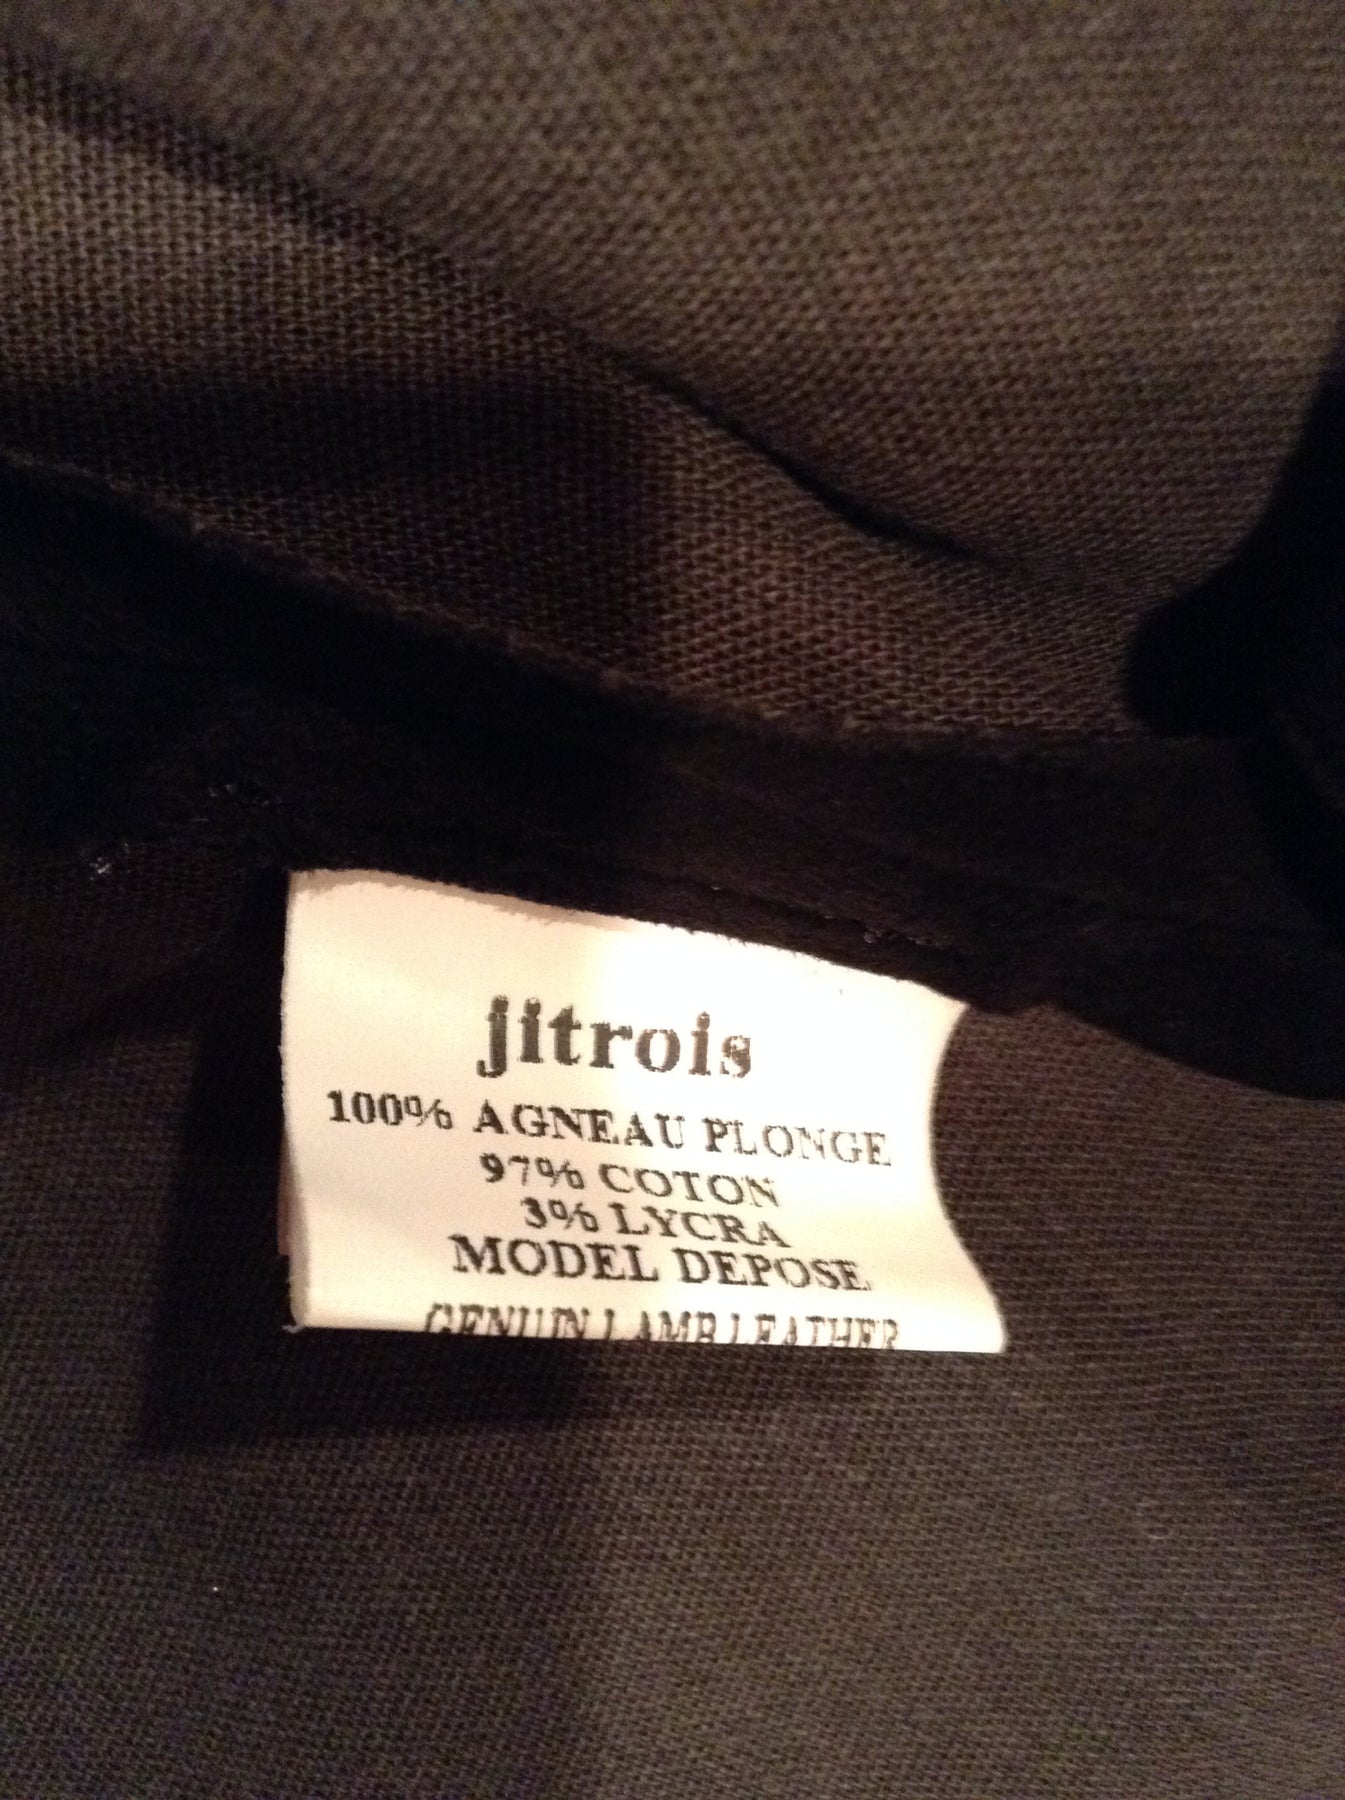 jitrois
100% AGNEAU PLONGE
97% COTON
3% LYCRA
MODEL DEPOSE
GENUIN LAMB LEATHER